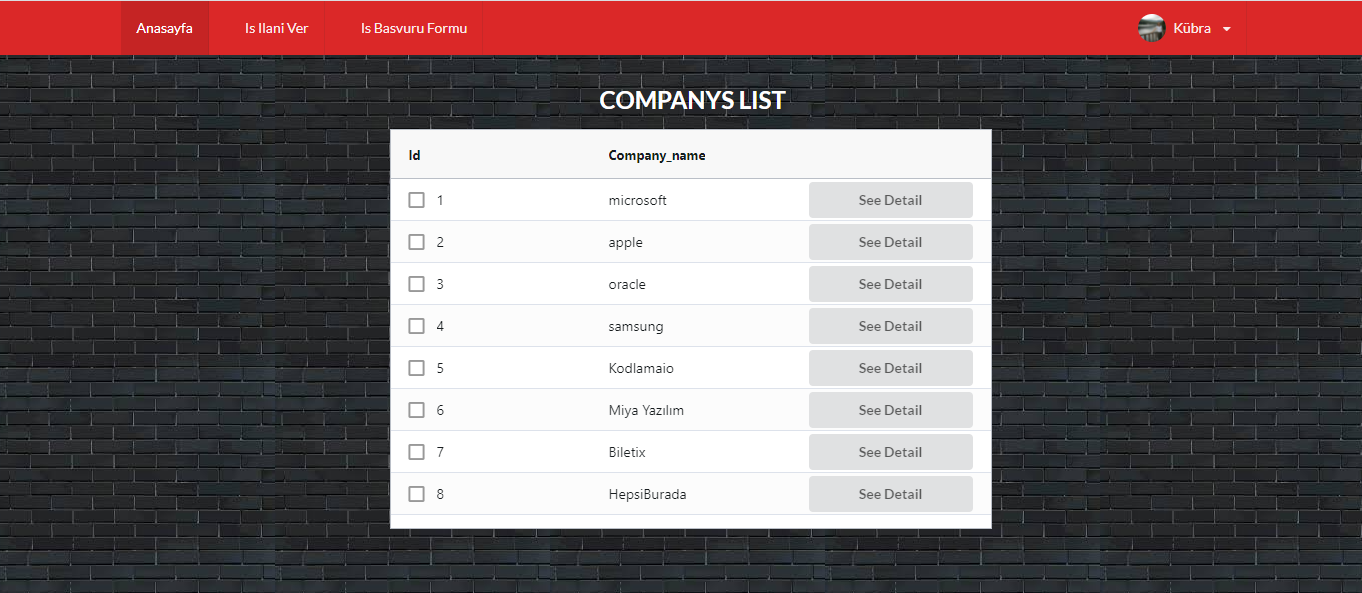 Anasayfa Is Ilani Ver Is Basvuru Formu Kübra
COMPANYS LIST
Id Company_name
1 microsoft See Detail
2 apple See Detail
3 oracle See Detail
4 samsung See Detail
5 Kodlamaio See Detail
6 Miya Yazılım See Detail
7 Biletix See Detail
8 HepsiBurada See Detail